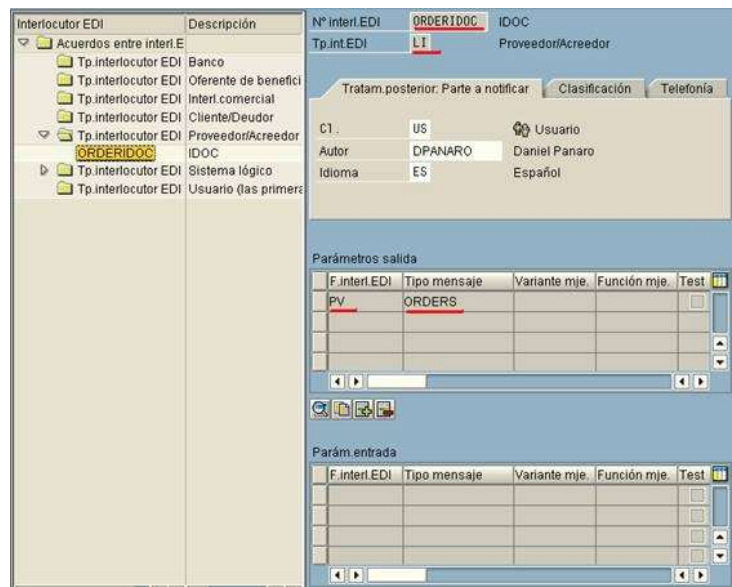 Interlocutor EDI Descripción
Acuerdos entre interl.E
Tp.interlocutor EDI Banco
Tp.interlocutor EDI Oferente de benefici
Tp.interlocutor EDI Interl.comercial
Tp.interlocutor EDI Cliente/Deudor
Tp.interlocutor EDI Proveedor/Acreedor
ORDERIDOC IDOC
Tp.interlocutor EDI Sistema lógico
Tp.interlocutor EDI Usuario (las primera
Nº interl.EDI ORDERIDOC IDOC
Tp.int.EDI LI Proveedor/Acreedor
Tratam.posterior: Parte a notificar Clasificación Telefonía
Cl. US Usuario
Autor DPANARO Daniel Panaro
Idioma ES Español
Parámetros salida
F.interl.EDI Tipo mensaje Variante mje. Función mje. Test
PV ORDERS
Parám.entrada
F.interl.EDI Tipo mensaje Variante mje. Función mje. Test